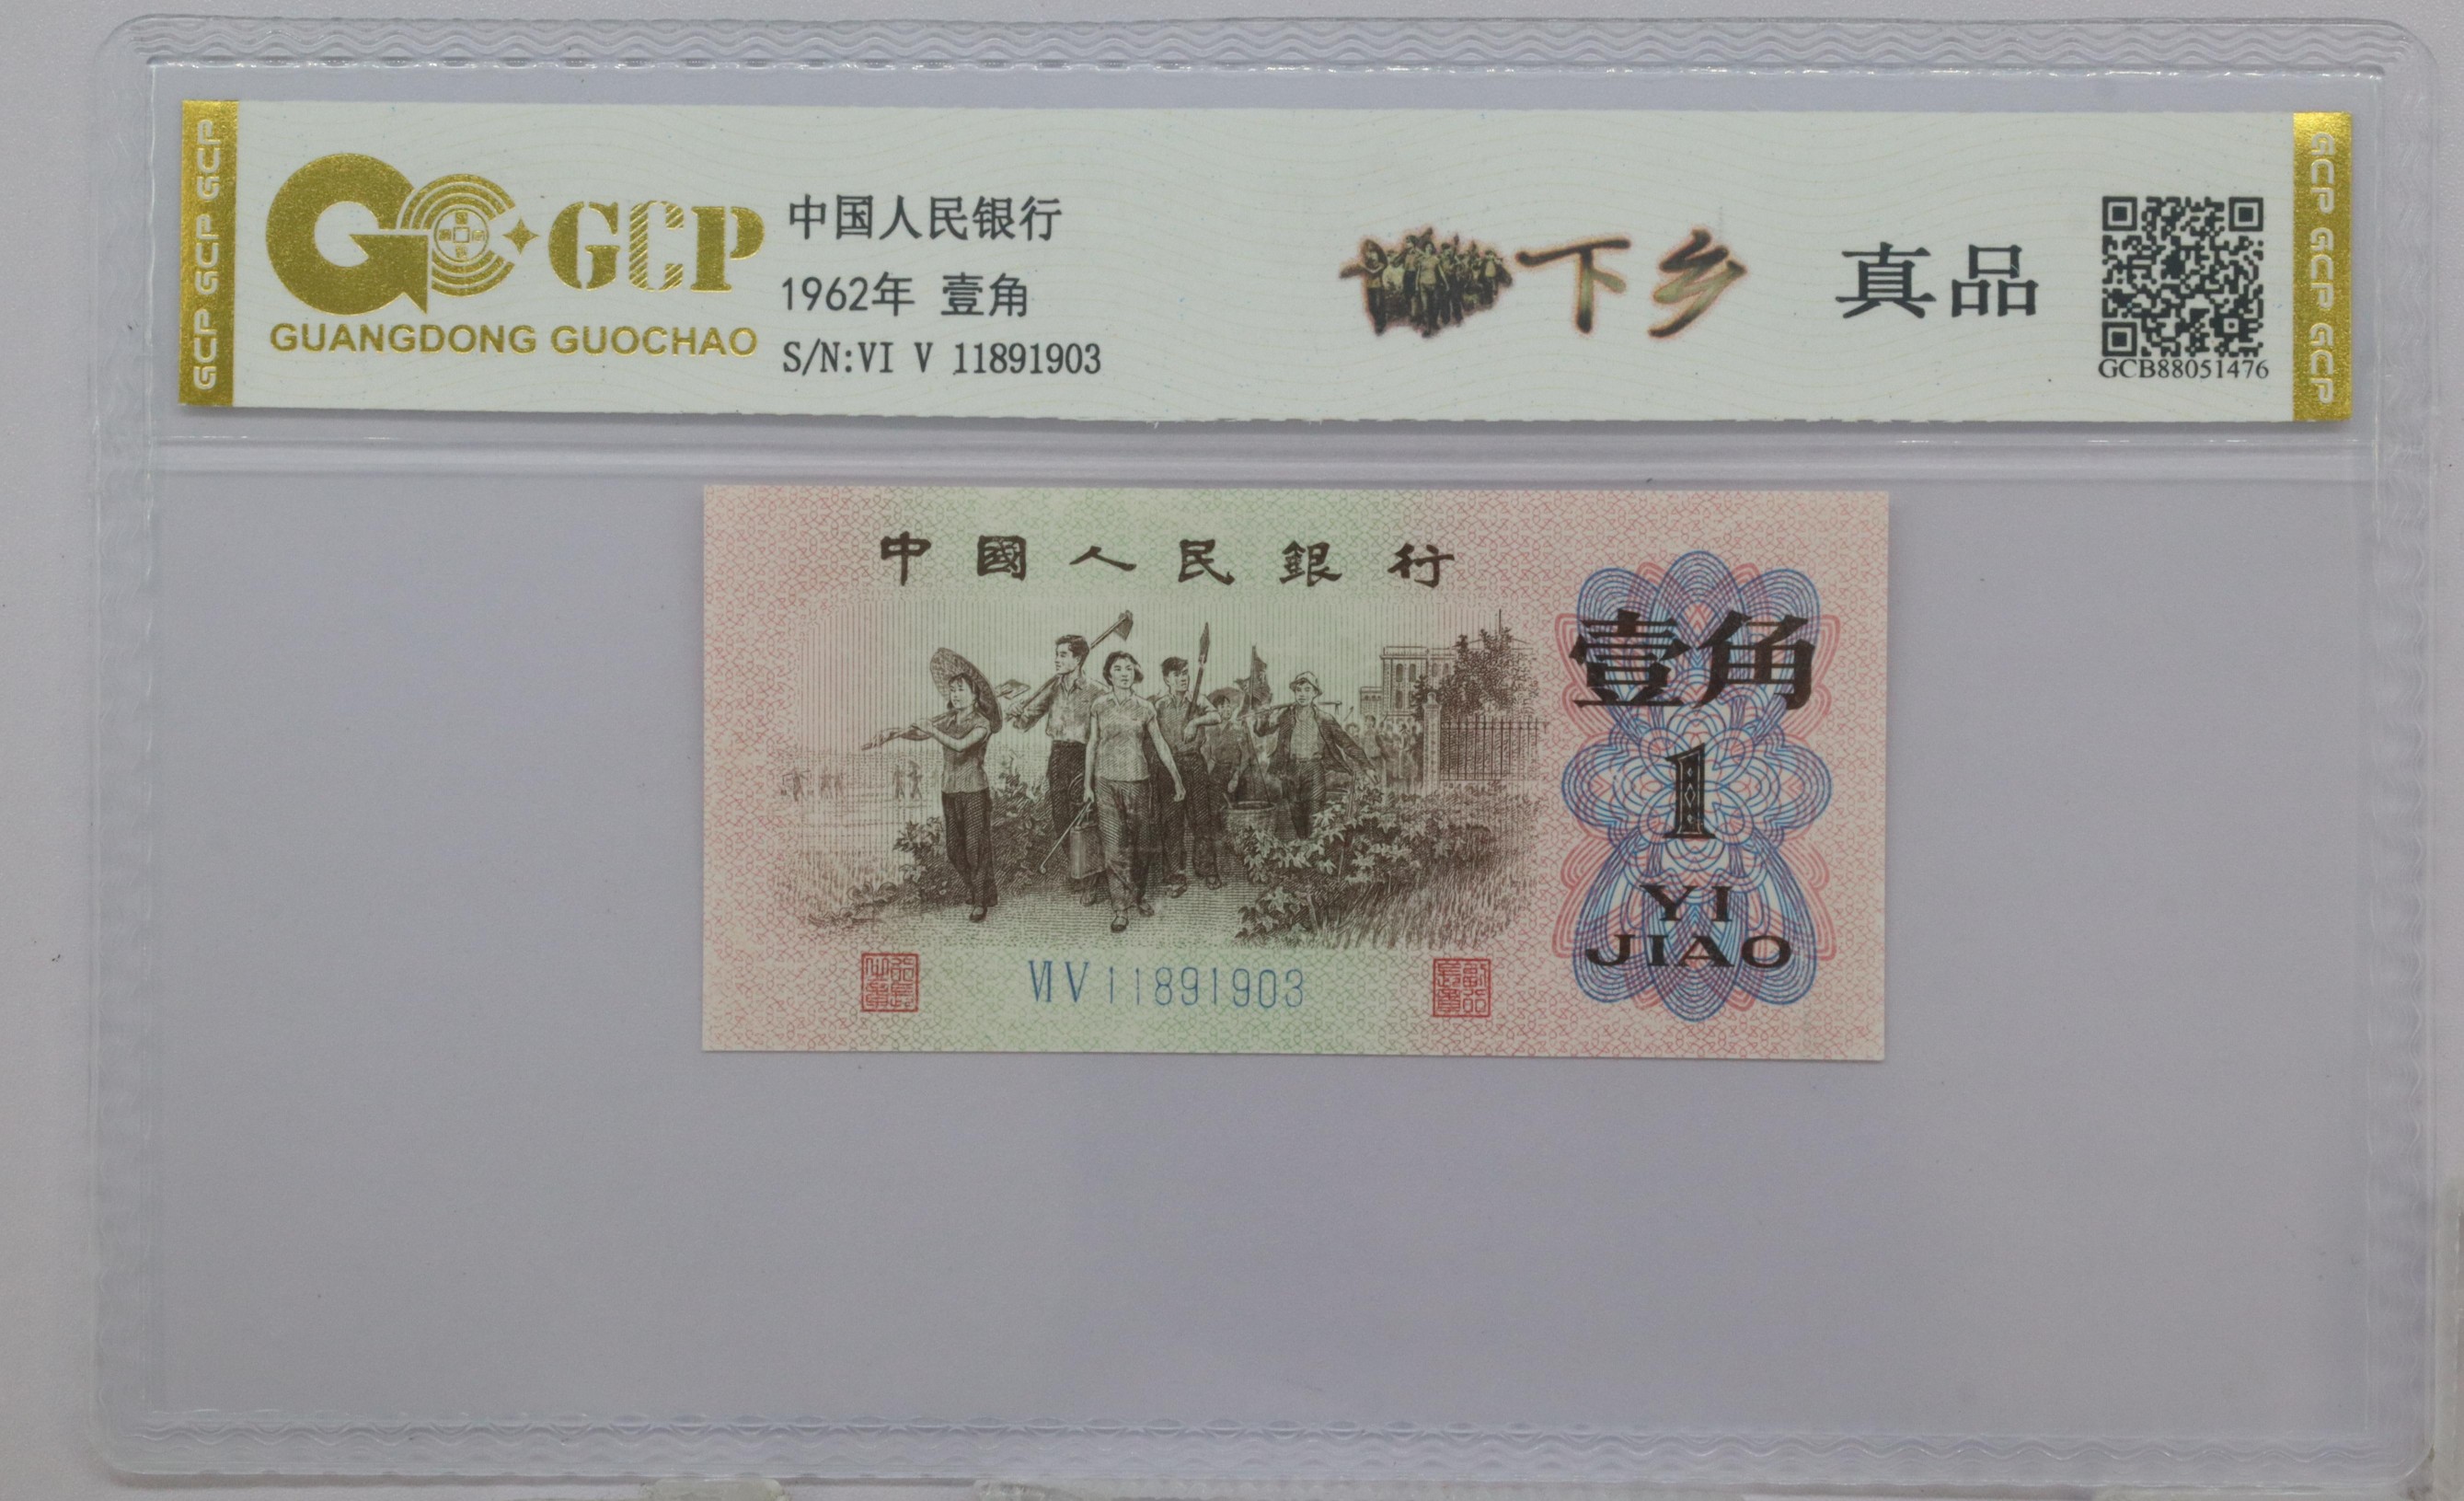 GCP GCP GCP
GCP
GUANGDONG GUOCHAO
中国人民银行
1962年 壹角
S/N:VI V 11891903
下乡
真品
GCB88051476
GCP GCP GCP
中國人民銀行
壹角
1
YI
JIAO
VI V 11891903